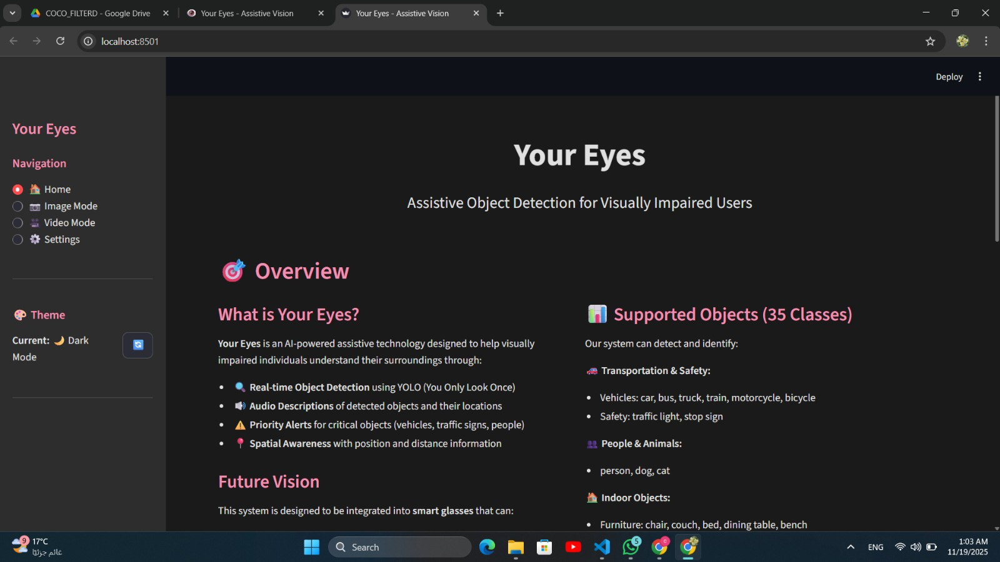 COCO_FILTERD - Google Drive
Your Eyes - Assistive Vision
Your Eyes - Assistive Vision
localhost:8501
Deploy
Your Eyes
Navigation
Home
Image Mode
Video Mode
Settings
Theme
Current: 🌙 Dark
Mode
Your Eyes
Assistive Object Detection for Visually Impaired Users
Overview
What is Your Eyes?
Your Eyes is an AI-powered assistive technology designed to help visually
impaired individuals understand their surroundings through:
Real-time Object Detection using YOLO (You Only Look Once)
Audio Descriptions of detected objects and their locations
Priority Alerts for critical objects (vehicles, traffic signs, people)
Spatial Awareness with position and distance information
Future Vision
This system is designed to be integrated into smart glasses that can:
Supported Objects (35 Classes)
Our system can detect and identify:
Transportation & Safety:
Vehicles: car, bus, truck, train, motorcycle, bicycle
Safety: traffic light, stop sign
People & Animals:
person, dog, cat
Indoor Objects:
Furniture: chair, couch, bed, dining table, bench
9
17°C
غائم جزئيًا
Search
5
C
ENG
1:03 AM
11/19/2025